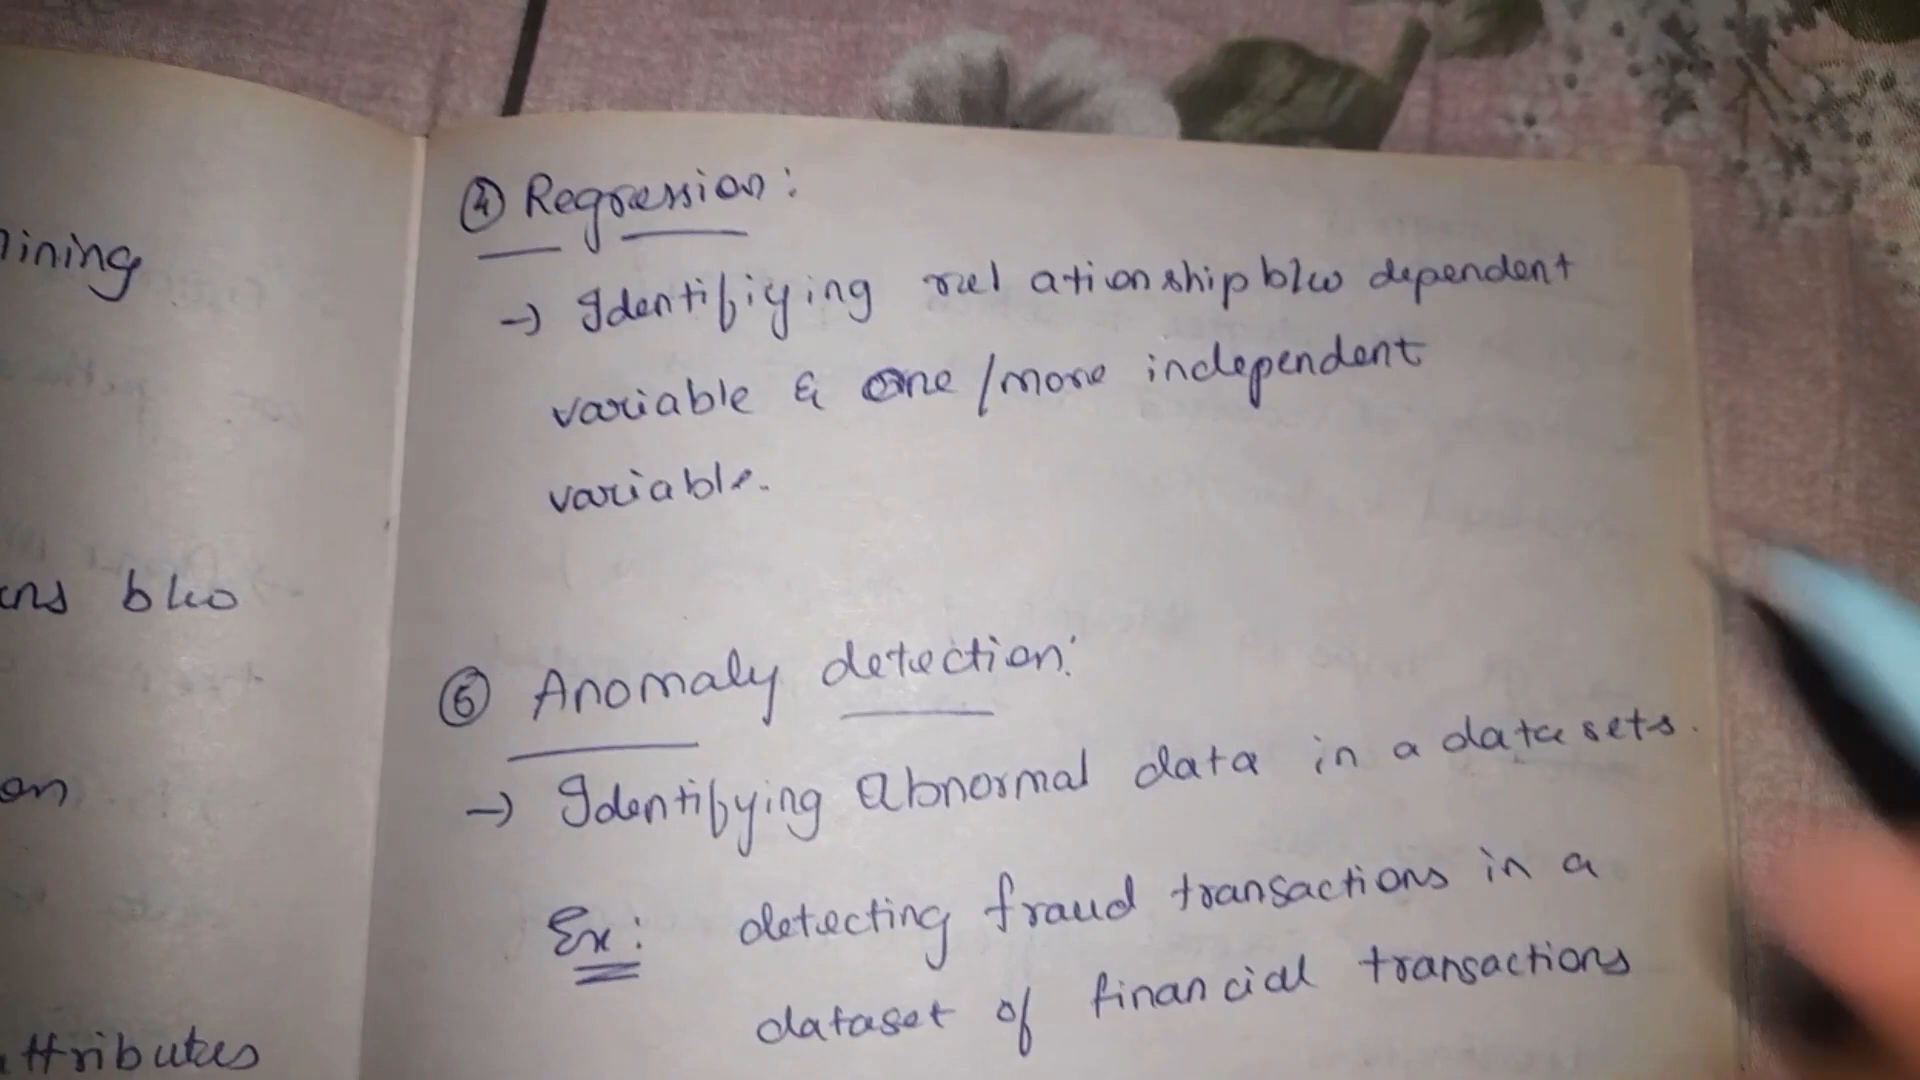 ining
ns b/w
on
attributes
④ Regression:
→ Identifiying relationship b/w dependent
variable & one/more independent
variable.
⑤ Anomaly detection:
→ Identifying Abnormal data in a data sets.
Ex: detecting fraud transactions in a
dataset of financial transactions